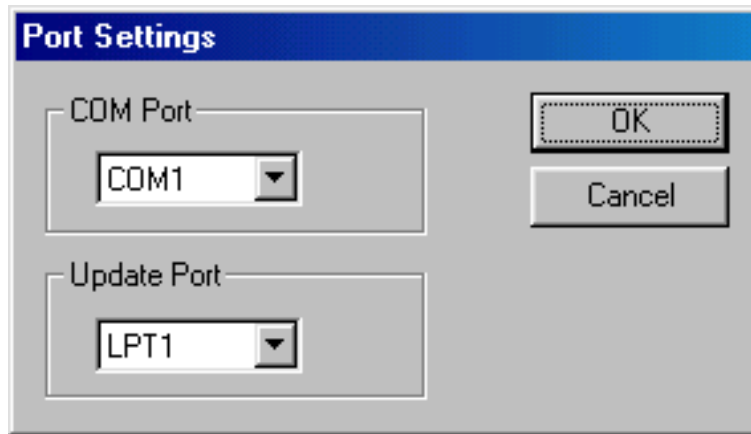 Port Settings
COM Port
COM1
Update Port
LPT1
OK
Cancel